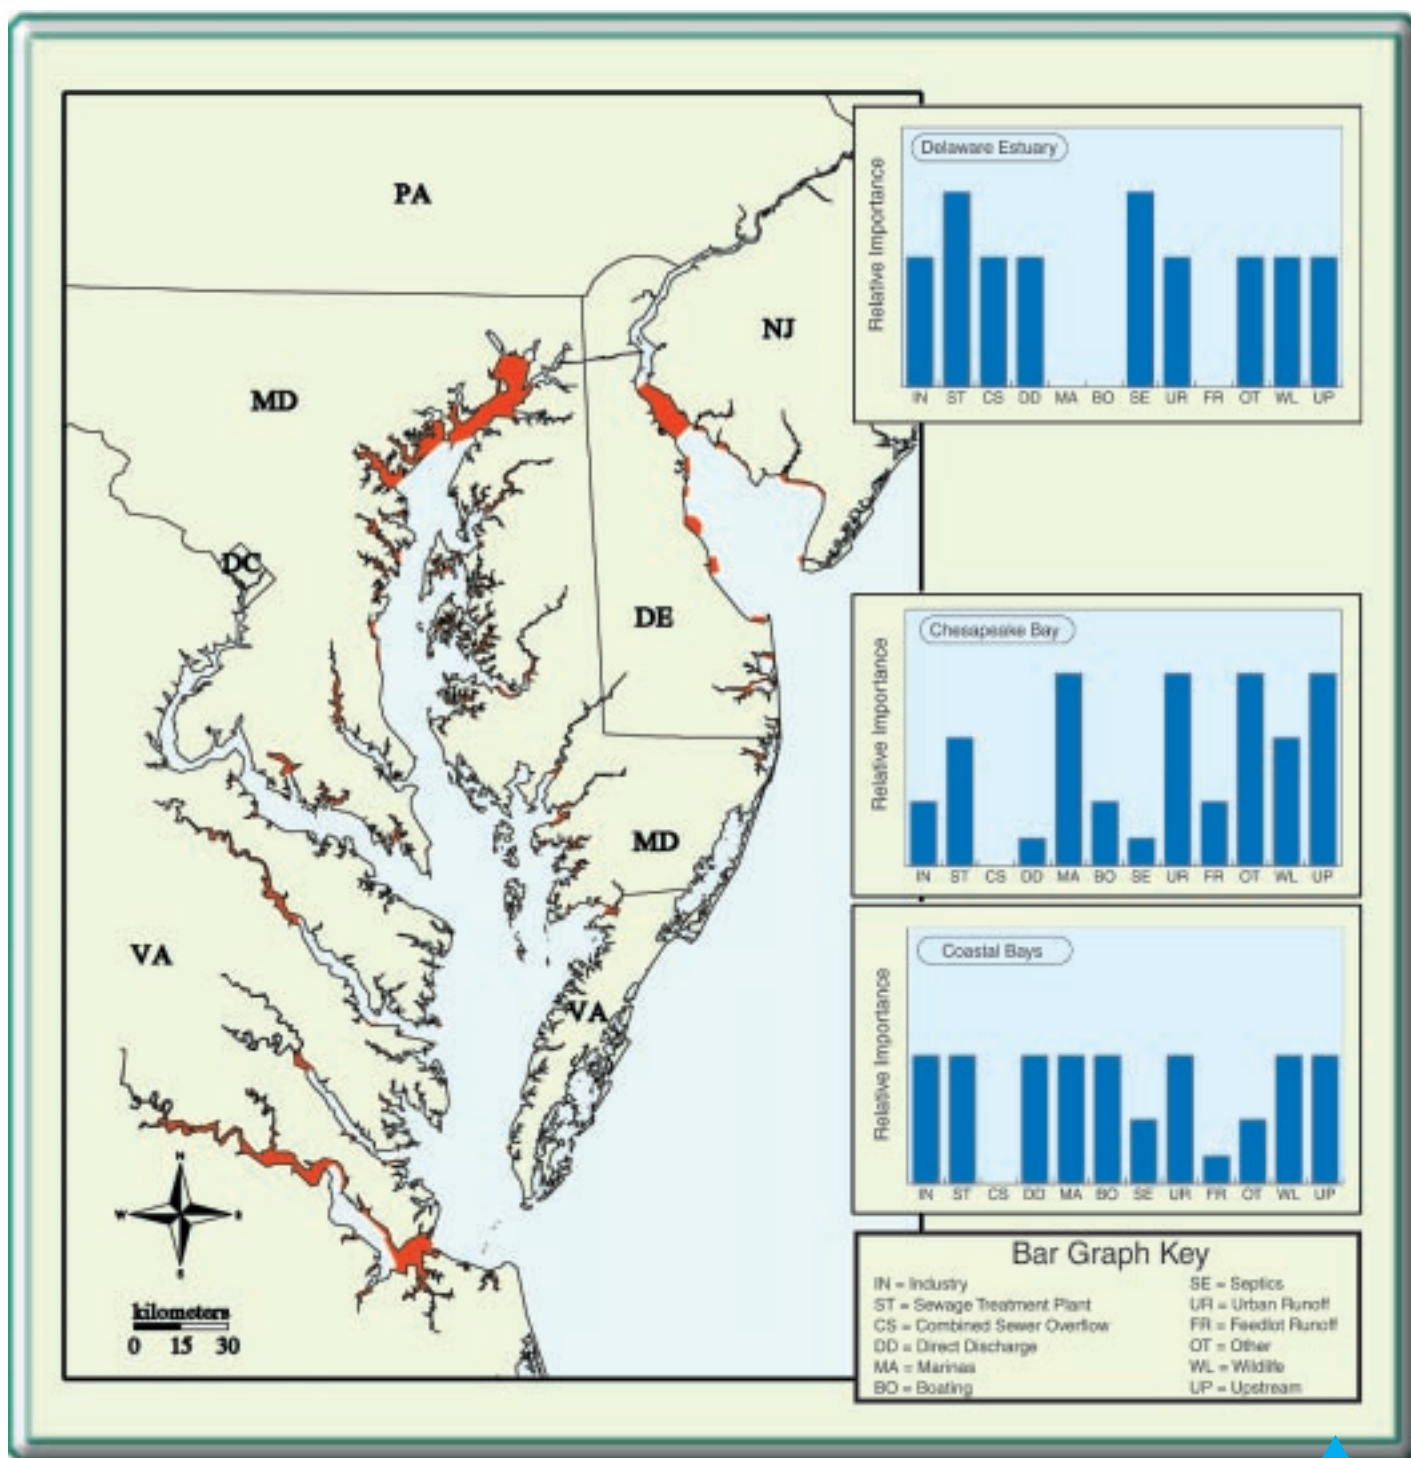 PA
NJ
MD
DC
DE
MD
VA
VA
N
W
E
S
kilometers
0 15 30
Delaware Estuary
Relative Importance
IN ST CS DD MA BO SE UR FR OT WL UP
Chesapeake Bay
Relative Importance
IN ST CS DD MA BO SE UR FR OT WL UP
Coastal Bays
Relative Importance
IN ST CS DD MA BO SE UR FR OT WL UP
Bar Graph Key
IN = Industry
ST = Sewage Treatment Plant
CS = Combined Sewer Overflow
DD = Direct Discharge
MA = Marinas
BO = Boating
SE = Septics
UR = Urban Runoff
FR = Feedlot Runoff
OT = Other
WL = Wildlife
UP = Upstream